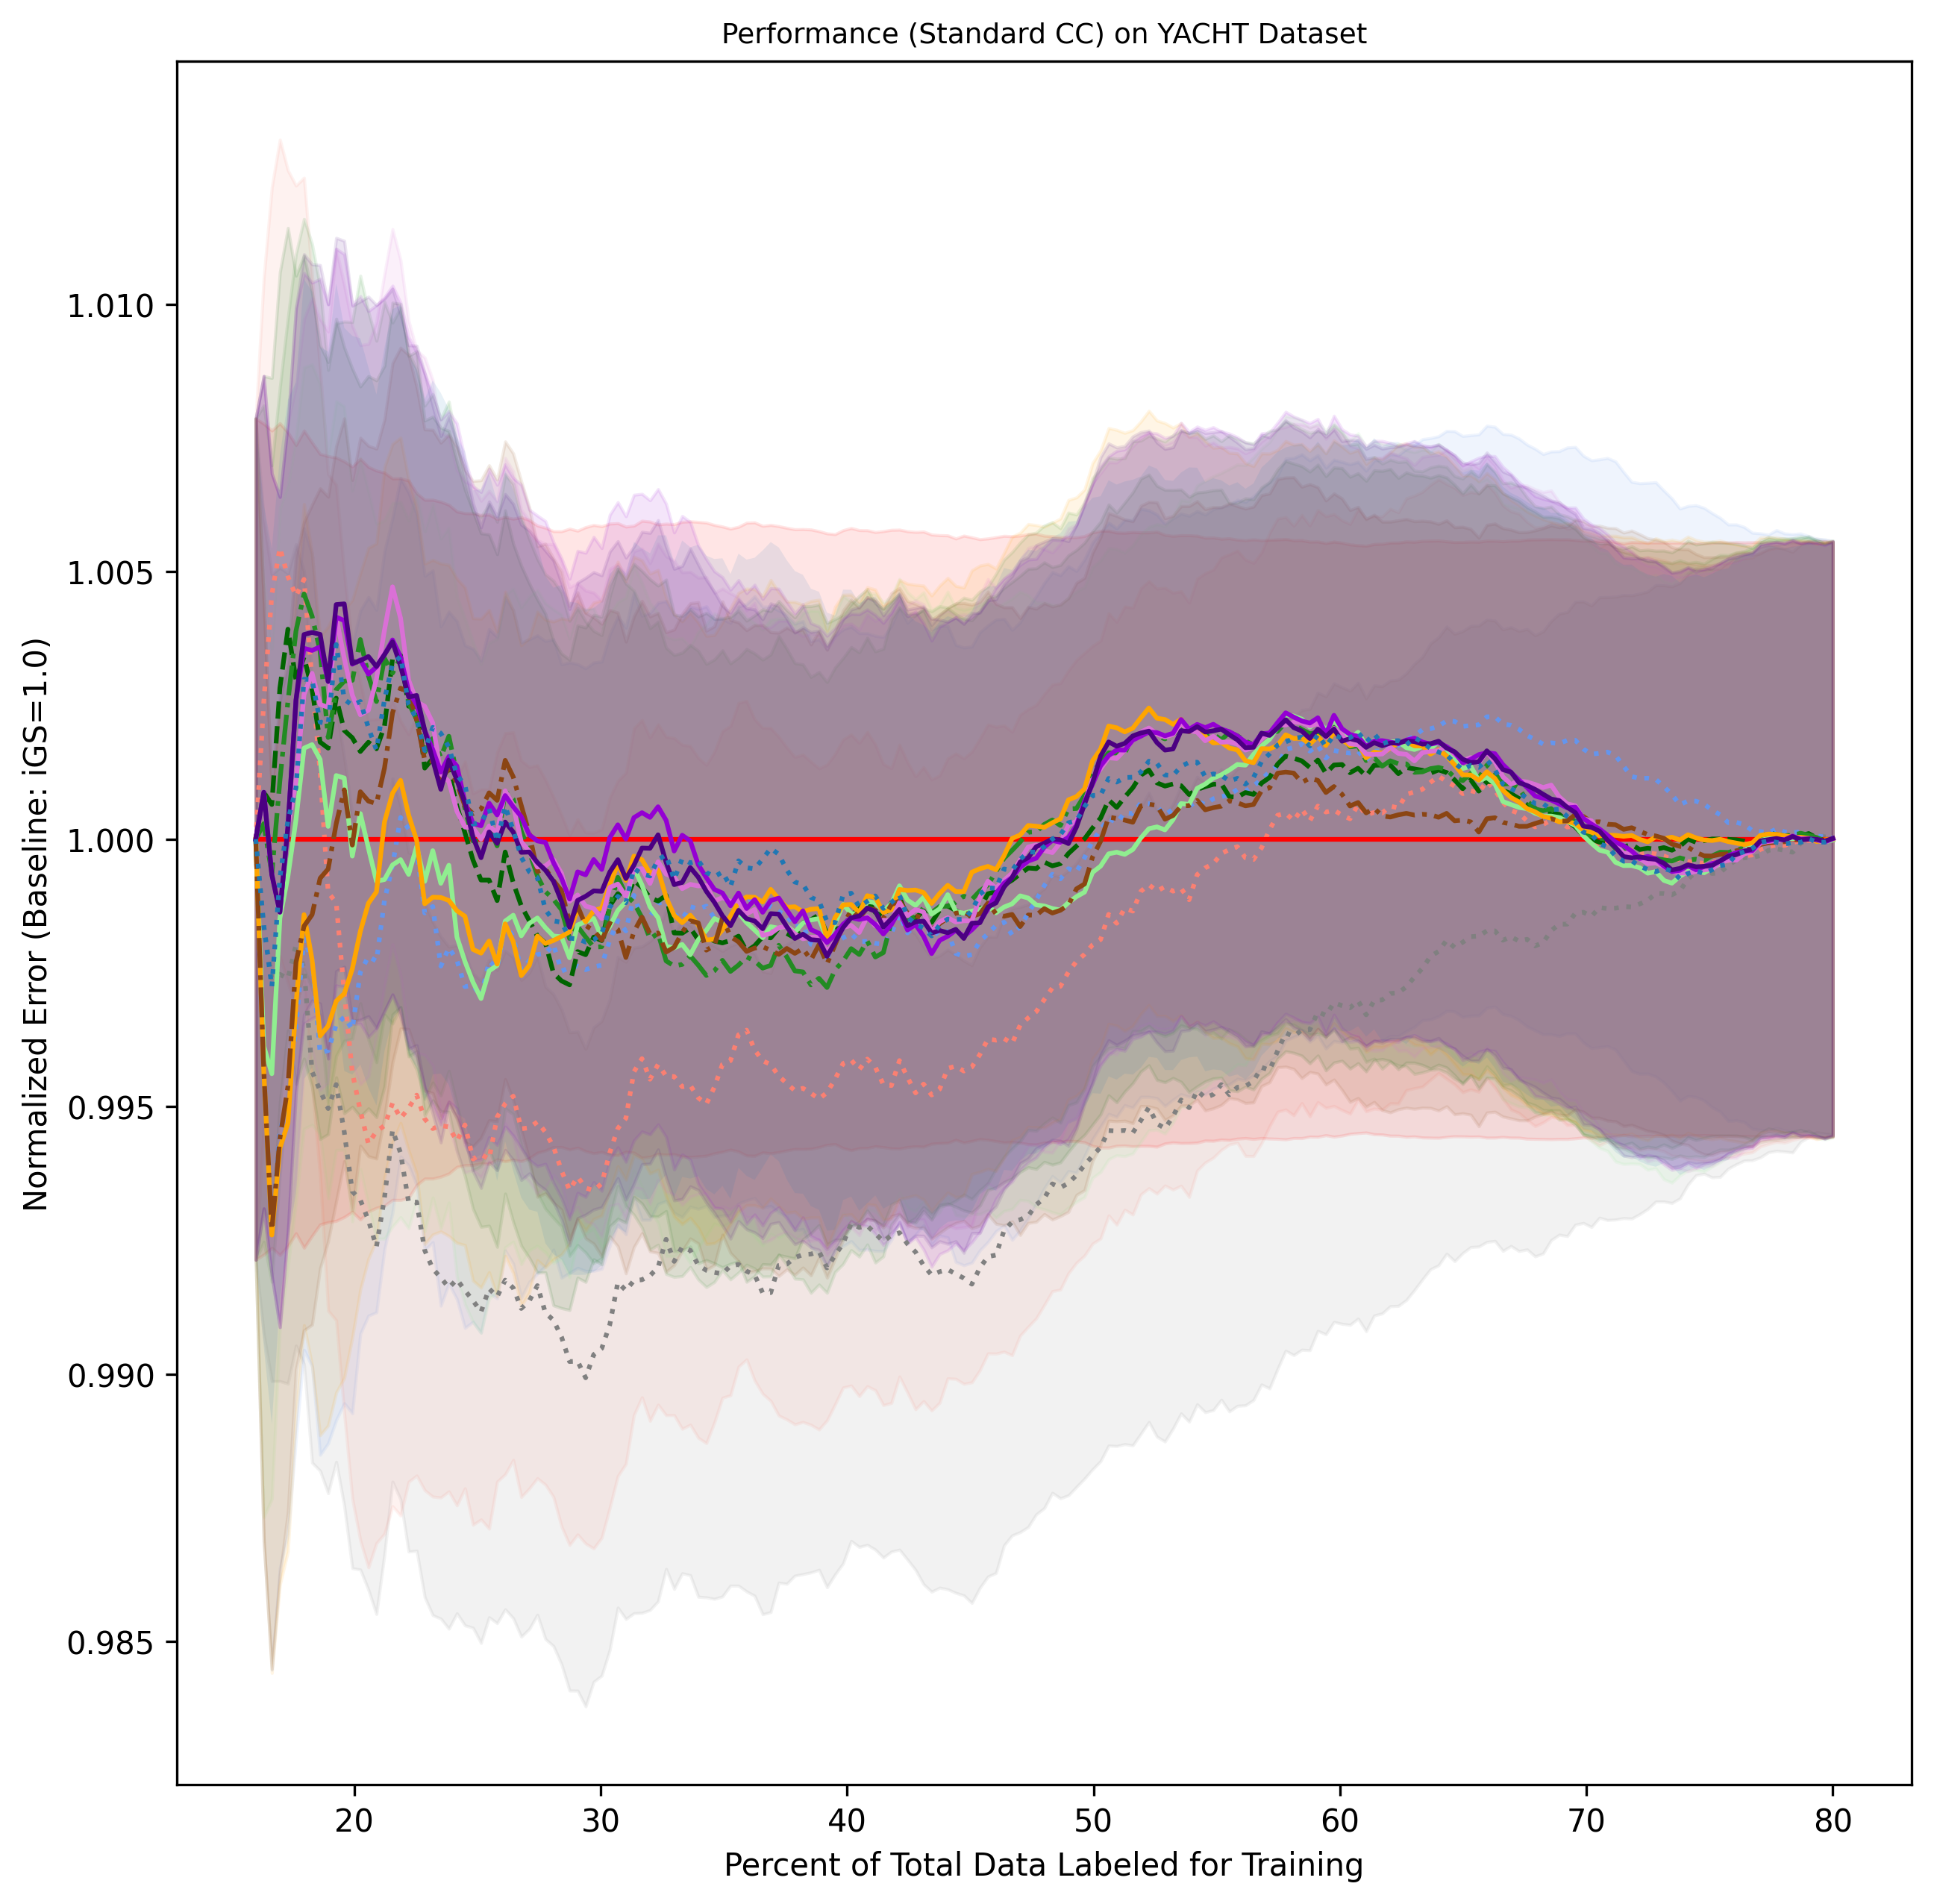 Performance (Standard CC) on YACHT Dataset
Normalized Error (Baseline: iGS=1.0)
1.010
1.005
1.000
0.995
0.990
0.985
20 30 40 50 60 70 80
Percent of Total Data Labeled for Training